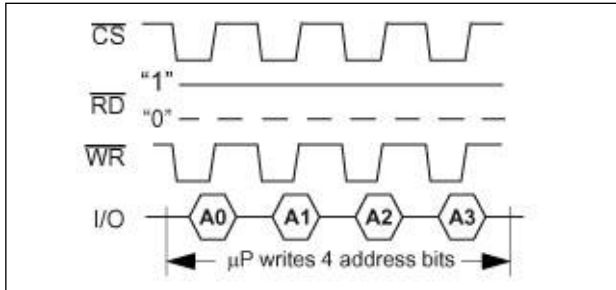 CS
“1”
RD
“0”
WR
I/O A0 A1 A2 A3
μP writes 4 address bits